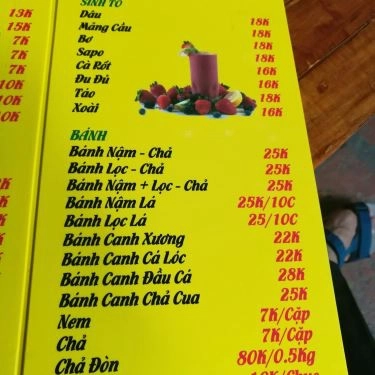 SINH TỐ
Dâu 18K
Mãng Cầu 18K
Bơ 18K
Sapo 18K
Cà Rốt 16K
Đu Đủ 16K
Táo 18K
Xoài 16K
BÁNH
Bánh Nậm - Chả 25K
Bánh Lọc - Chả 25K
Bánh Nậm + Lọc - Chả 25K
Bánh Nậm Lá 25K/10C
Bánh Lọc Lá 25/10C
Bánh Canh Xương 22K
Bánh Canh Cá Lóc 22K
Bánh Canh Đầu Cá 28K
Bánh Canh Chả Cua 25K
Nem 7K/Cặp
Chả 7K/Cặp
Chả Đòn 80K/0.5Kg
13K
15K
7K
7K
10K
10K
10K